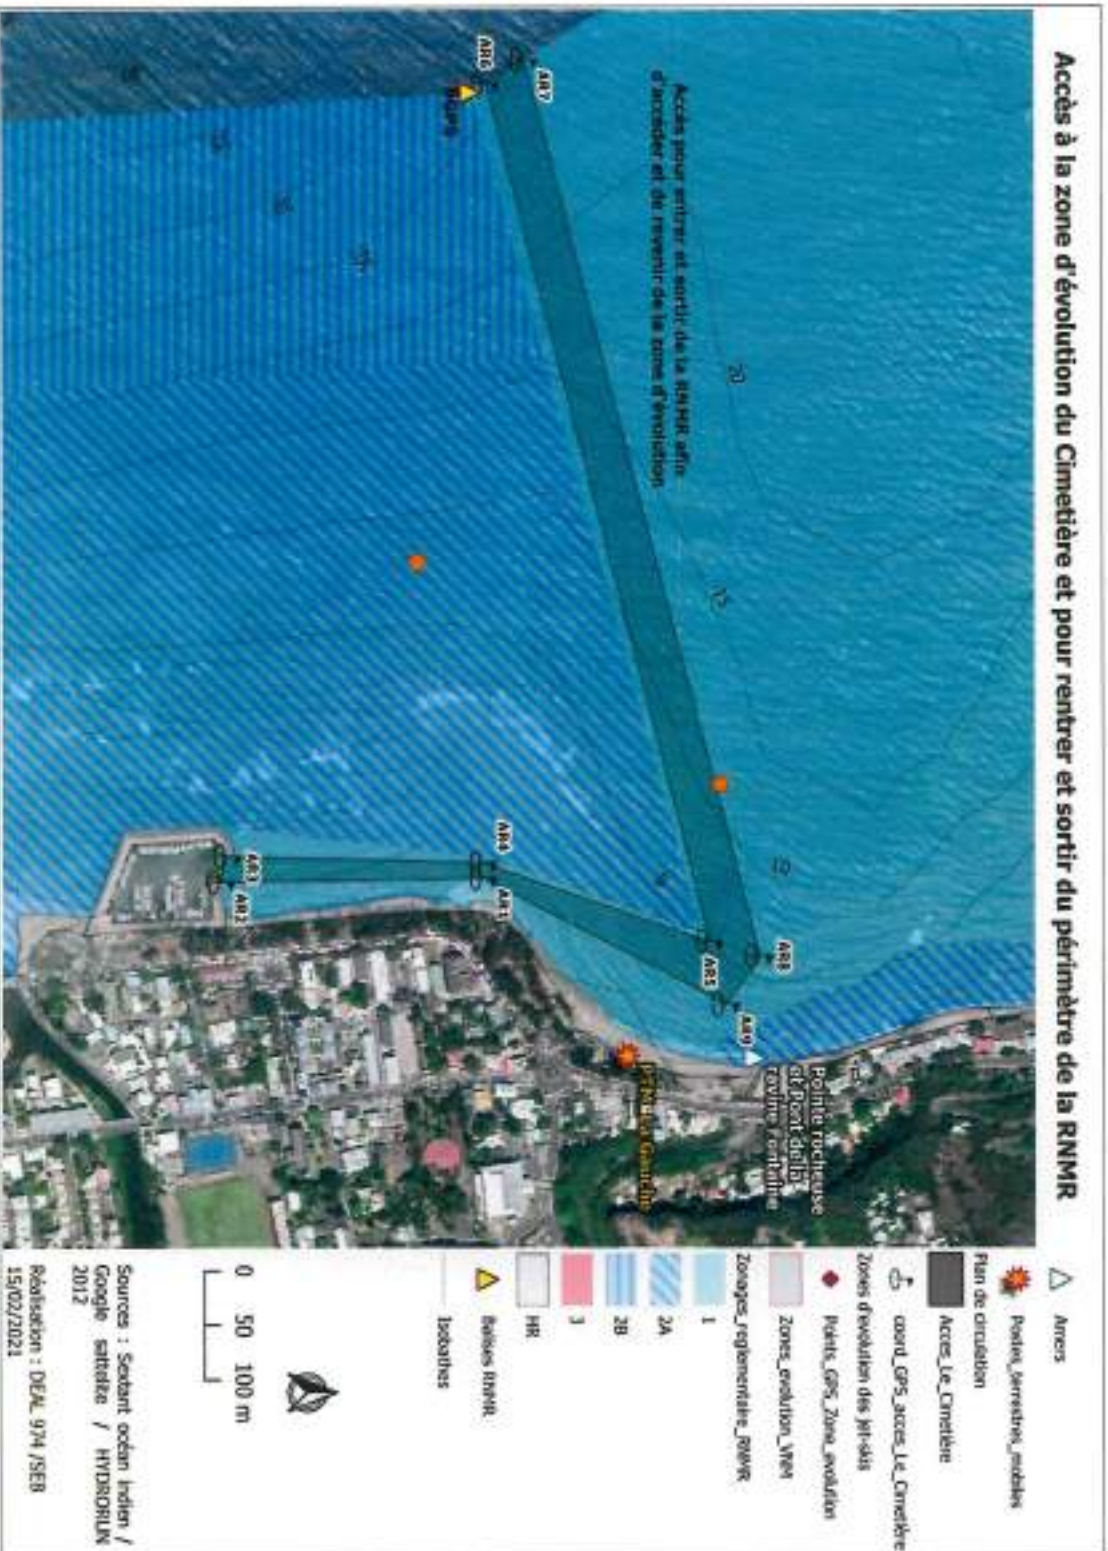 Accès à la zone d'évolution du Cimetière et pour rentrer et sortir du périmètre de la RNMR
AR6
AR7
Accès pour entrer et sortir de la RNMR afin
d'accéder et de revenir de la zone d'évolution
20
15
10
AR4
AR1
AR3
AR2
AR5
AR8
AR9
Pointe rocheuse
et Pont de la
ravine
Amers
Postes_terrestres_mobiles
Plan de circulation
Acces_Le_Cimetière
coord_GPS_acces_Le_Cimetière
Zones d'evolution des jet-skis
Points_GPS_Zone_evolution
Zones_evolution_VNM
Zonages_reglementaire_RNMR
1
2A
2B
3
HR
Balises RNMR
Isobathes
0 50 100 m
Sources : Sextant océan Indien /
Google satellite / HYDRORUN
2012
Réalisation : DEAL 974 /SEB
15/02/2021